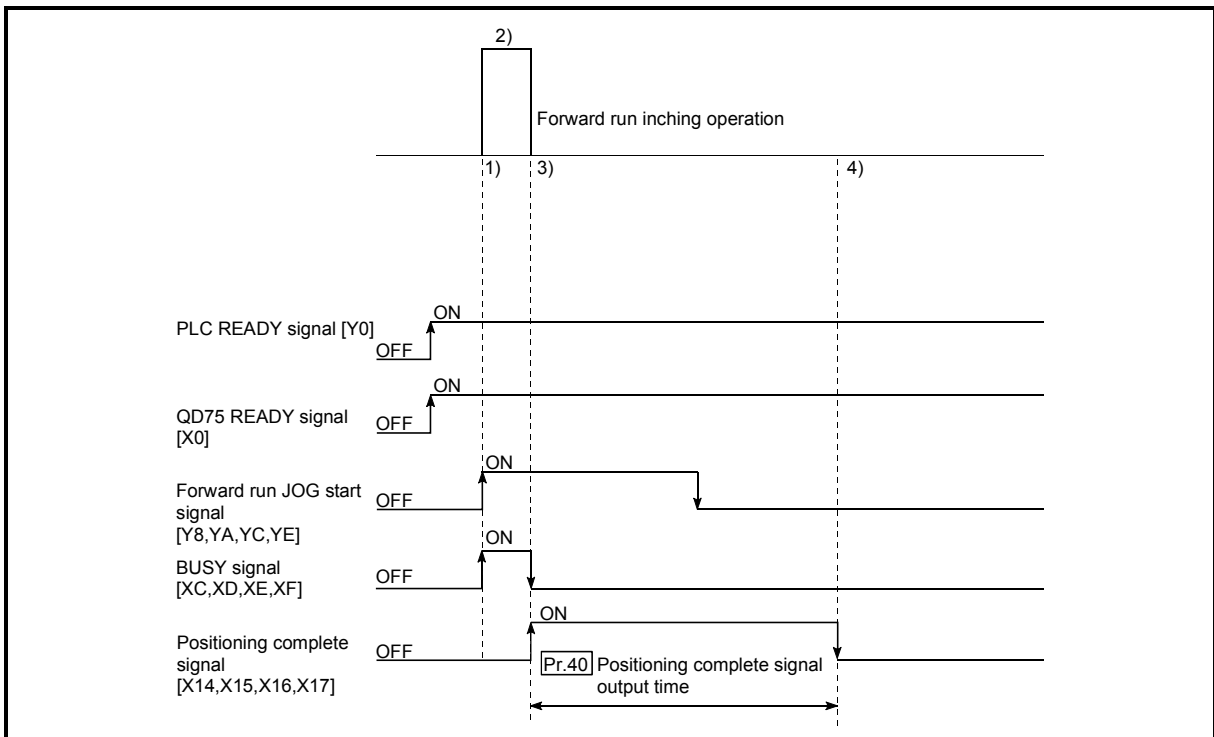 2)
Forward run inching operation
1) 3) 4)
ON
PLC READY signal [Y0]
OFF
ON
QD75 READY signal
[X0]
OFF
ON
Forward run JOG start
signal
[Y8,YA,YC,YE]
OFF
ON
BUSY signal
[XC,XD,XE,XF]
OFF
ON
Positioning complete
signal
[X14,X15,X16,X17]
OFF
Pr.40 Positioning complete signal
output time